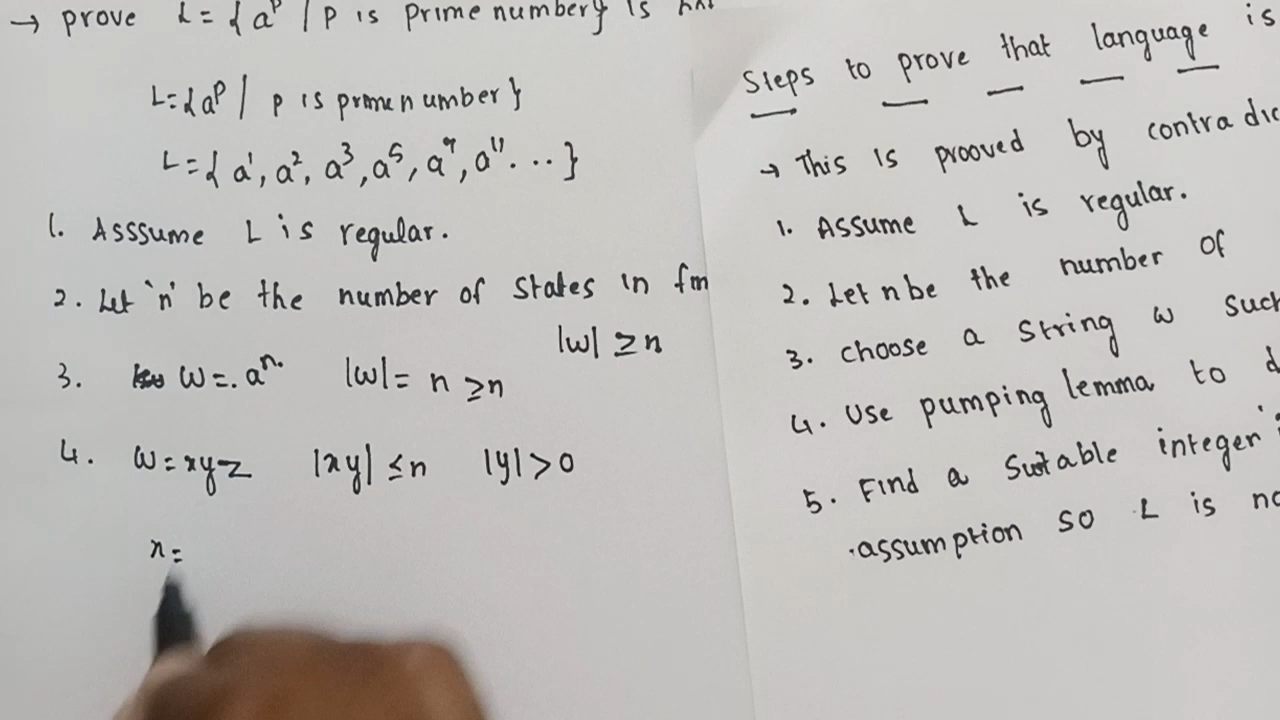 → prove L = { a^p / p is prime number} is
L={a^p / p is prime number}
L={ a^1, a^2, a^3, a^5, a^7, a^11 ... }
1. Asssume L is regular.
2. Let 'n' be the number of states in fm
|w| ≥ n
3. w=. a^n. |w| = n ≥n
4. w=xyz |xy| ≤ n |y| > 0
x =
Steps to prove that language is
→ This is prooved by contradic
1. Assume L is regular.
2. Let n be the number of
3. choose a string w such
4. Use pumping lemma to d
5. Find a suitable integer 'i
.assumption so L is no